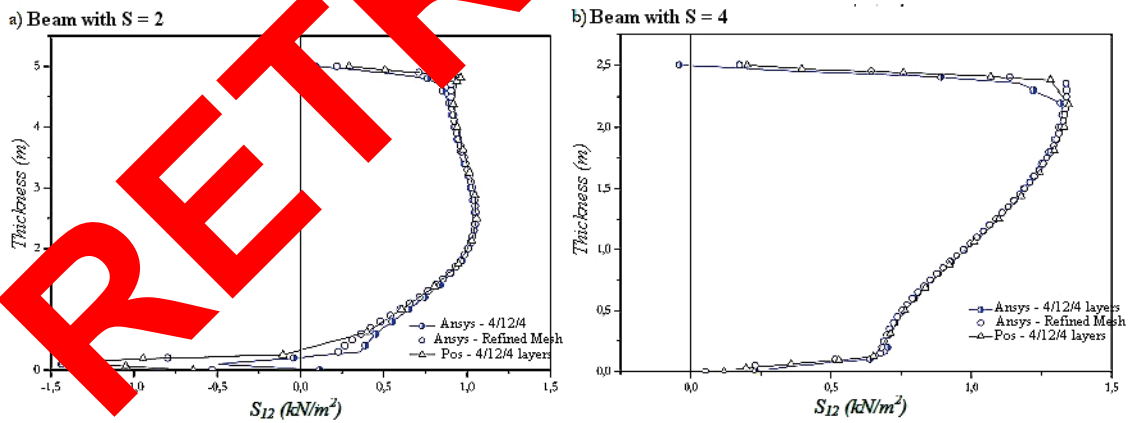 a) Beam with S = 2
b) Beam with S = 4
RETR
5
4
3
2
0
Thickness (m)
-1,5
-1,0
-0,5
0,0
0,5
1,0
1,5
S12 (kN/m2)
Ansys - 4/12/4
Ansys - Refined Mesh
Pos - 4/12/4 layers
2,5
2,0
1,5
1,0
0,5
0,0
Thickness (m)
0,0
0,5
1,0
1,5
S12 (kN/m2)
Ansys - 4/12/4 layers
Ansys - Refined Mesh
Pos - 4/12/4 layers